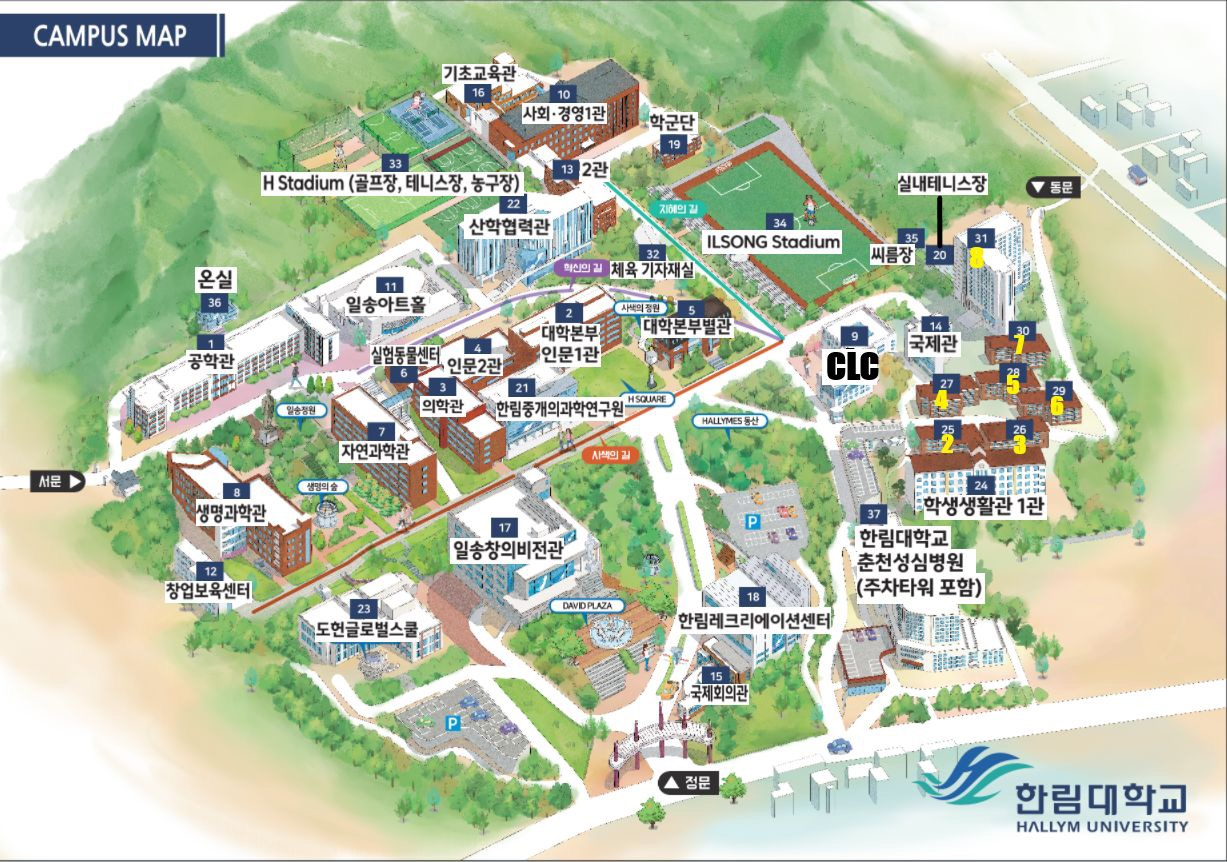 CAMPUS MAP
기초교육관
16
10
사회·경영1관
학군단
19
33
13 2관
H Stadium (골프장, 테니스장, 농구장)
실내테니스장
동문
22
산학협력관
지혜의 길
34
ILSONG Stadium
35
씨름장
20
31
8
32
체육 기자재실
혁신의 길
온실
36
11
일송아트홀
사색의 정원
2
대학본부
인문1관
5
대학본부별관
1
공학관
실험동물센터
6
4
인문2관
9
CLC
14
국제관
30
7
3
의학관
21
한림중개의과학연구원
H SQUARE
27
4
28
5
29
6
일송정원
7
자연과학관
HALLYMES 동산
25
2
26
3
사색의 길
서문
8
생명과학관
생명의 숲
24
학생생활관 1관
17
일송창의비전관
P
37
한림대학교
춘천성심병원
(주차타워 포함)
12
창업보육센터
23
도헌글로벌스쿨
DAVID PLAZA
18
한림레크리에이션센터
15
국제회의관
P
정문
한림대학교
HALLYM UNIVERSITY